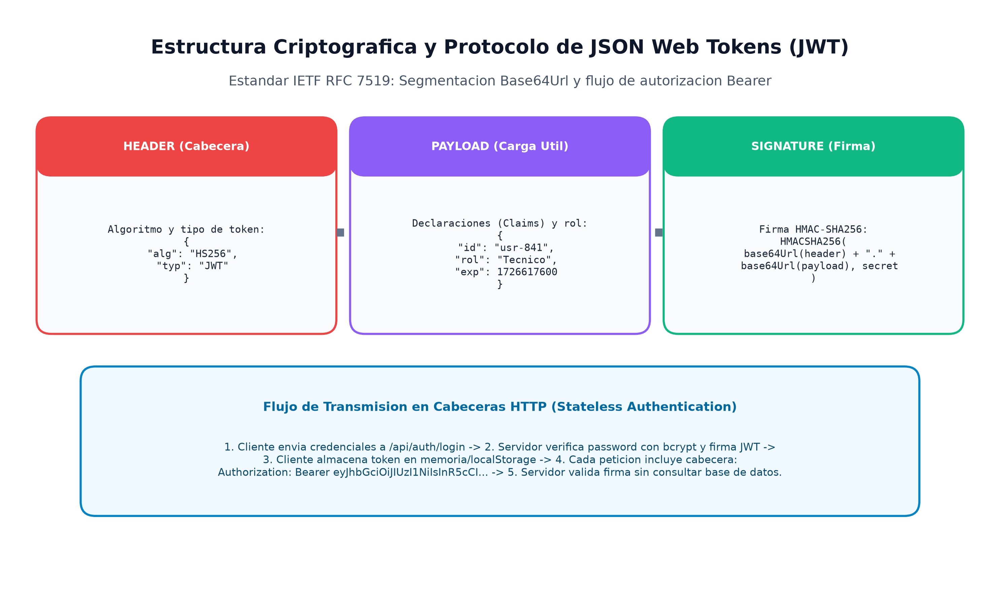 Estructura Criptografica y Protocolo de JSON Web Tokens (JWT)
Estandar IETF RFC 7519: Segmentacion Base64Url y flujo de autorizacion Bearer
HEADER (Cabecera)
Algoritmo y tipo de token:
{
"alg": "HS256",
"typ": "JWT"
}
PAYLOAD (Carga Util)
Declaraciones (Claims) y rol:
{
"id": "usr-841",
"rol": "Tecnico",
"exp": 1726617600
}
SIGNATURE (Firma)
Firma HMAC-SHA256:
HMACSHA256(
base64Url(header) + "." +
base64Url(payload), secret
)
Flujo de Transmision en Cabeceras HTTP (Stateless Authentication)
1. Cliente envia credenciales a /api/auth/login -> 2. Servidor verifica password con bcrypt y firma JWT ->
3. Cliente almacena token en memoria/localStorage -> 4. Cada peticion incluye cabecera:
Authorization: Bearer eyJhbGciOiJIUzI1NiIsInR5cCI... -> 5. Servidor valida firma sin consultar base de datos.